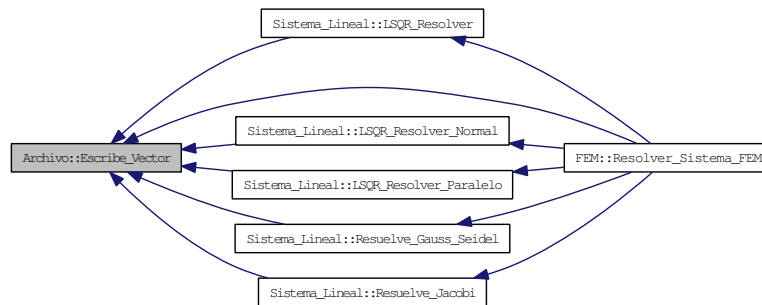 Sistema_Lineal::LSQR_Resolver
Sistema_Lineal::LSQR_Resolver_Normal
Archivo::Escribe_Vector
FEM::Resolver_Sistema_FEM
Sistema_Lineal::LSQR_Resolver_Paralelo
Sistema_Lineal::Resuelve_Gauss_Seidel
Sistema_Lineal::Resuelve_Jacobi